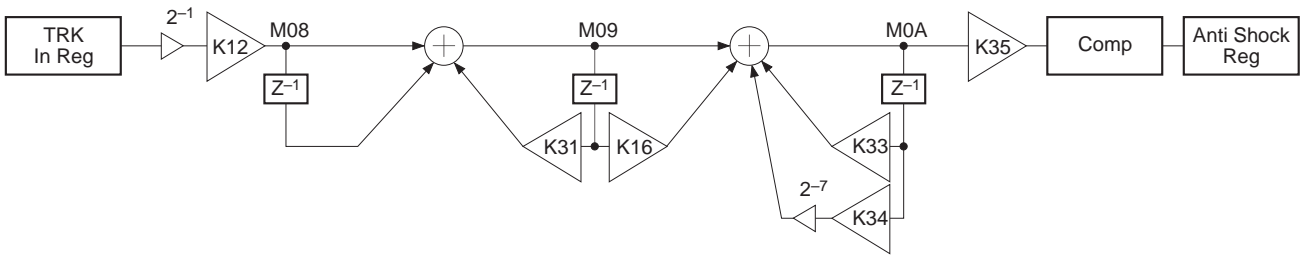 TRK
In Reg
2–1
K12
M08
Z–1
M09
Z–1
K31
K16
M0A
Z–1
K33
2–7
K34
K35
Comp
Anti Shock
Reg